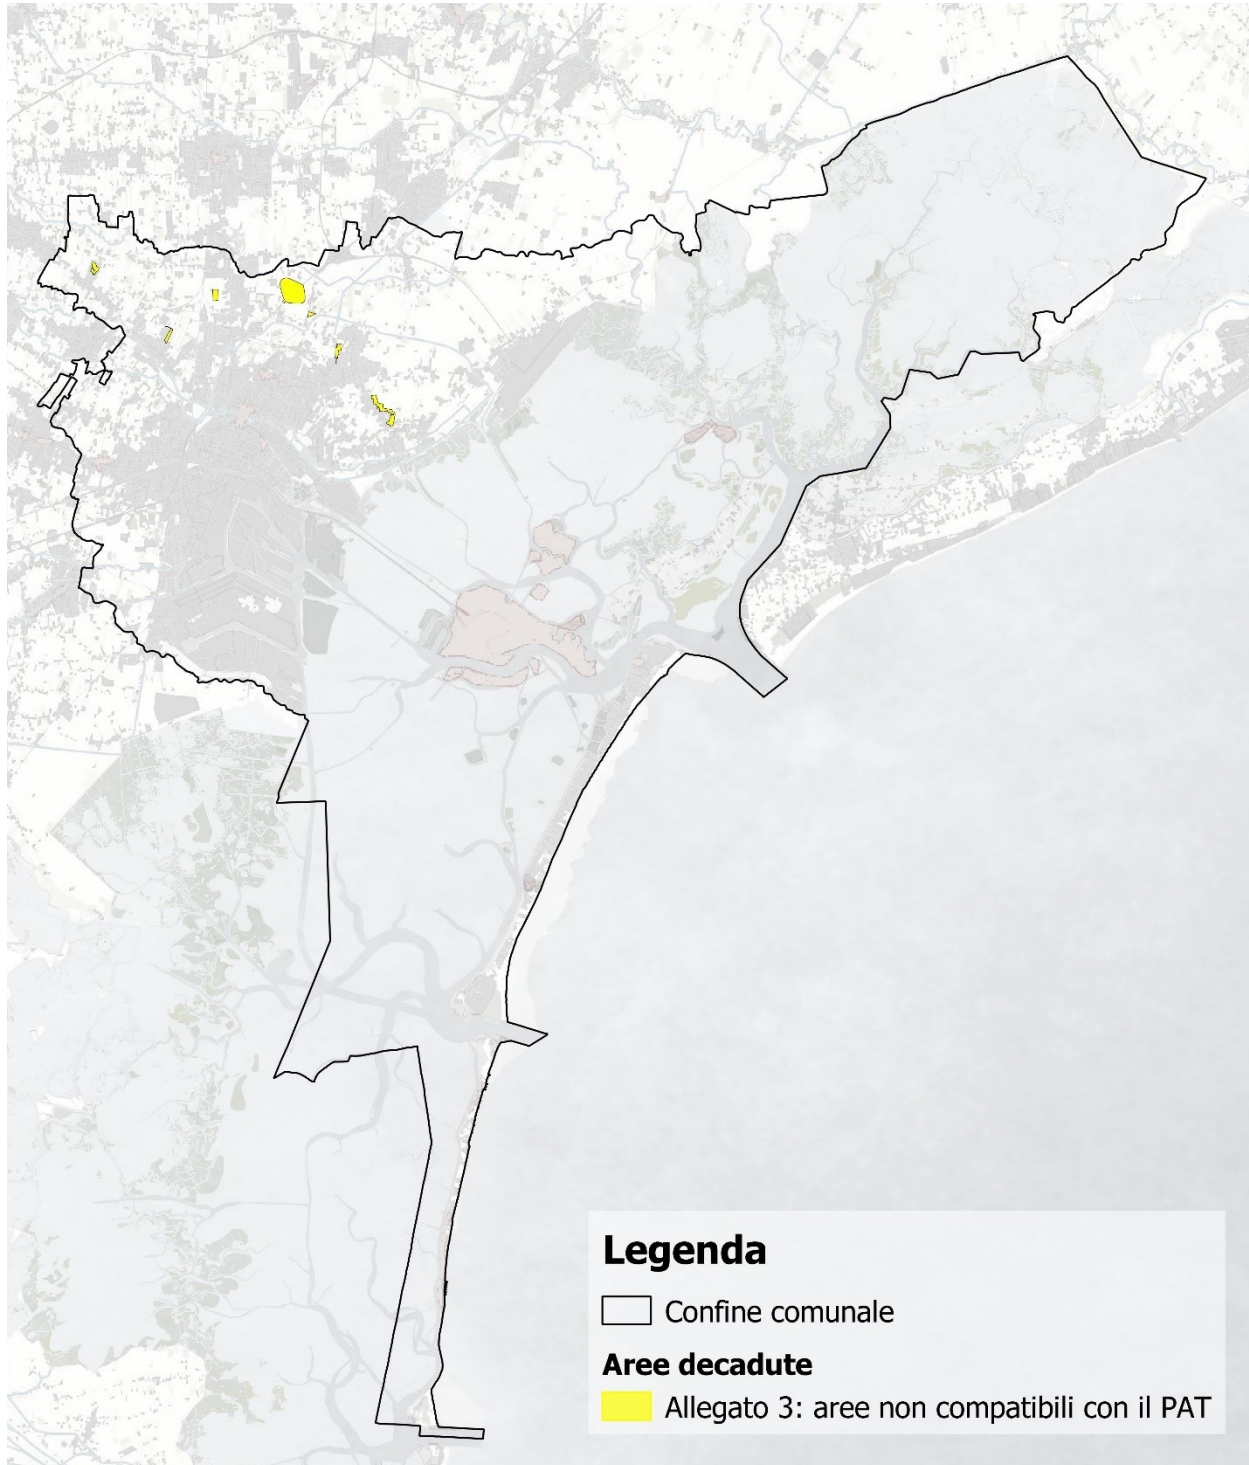 Legenda
Confine comunale
Aree decadute
Allegato 3: aree non compatibili con il PAT